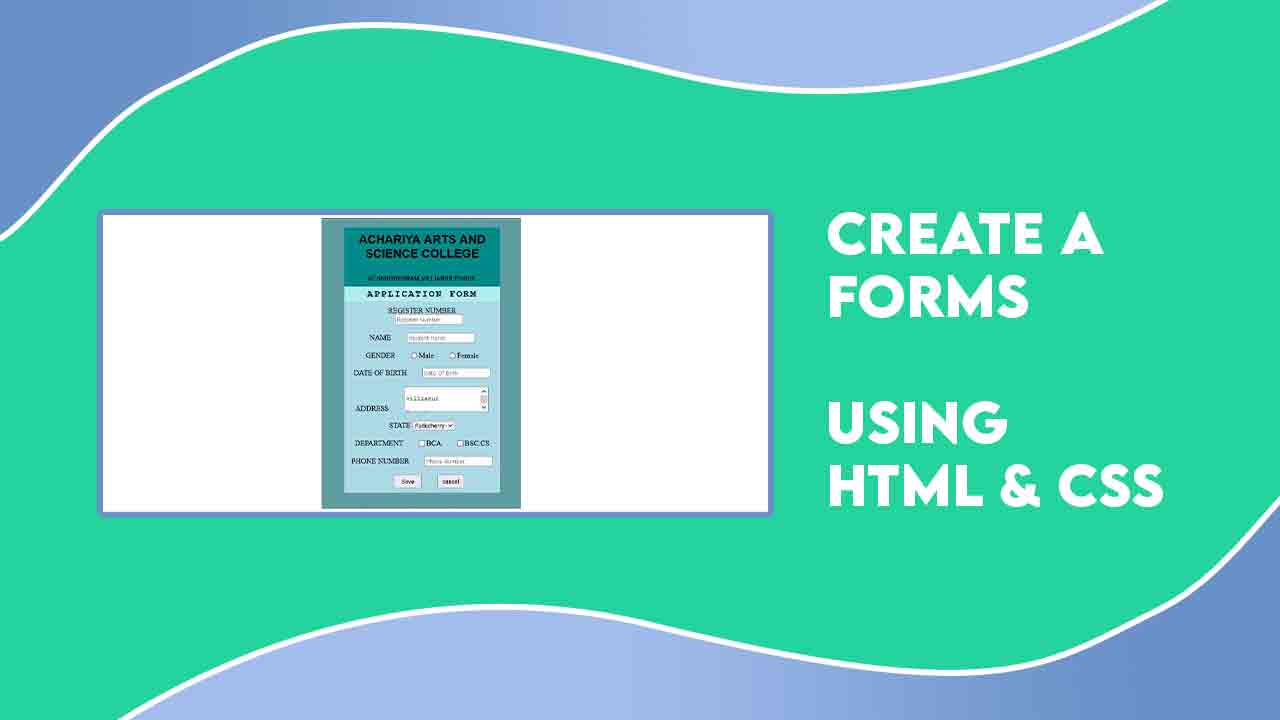 ACHARIYA ARTS AND
SCIENCE COLLEGE
APPLICATION FORM
REGISTER NUMBER
Register Number
NAME
Student Name
GENDER Male Female
DATE OF BIRTH
Date Of Birth
villianur
ADDRESS
STATE Puducherry
DEPARTMENT BCA BSC.CS
PHONE NUMBER Phone Number
Save cancel
CREATE A
FORMS
USING
HTML & CSS